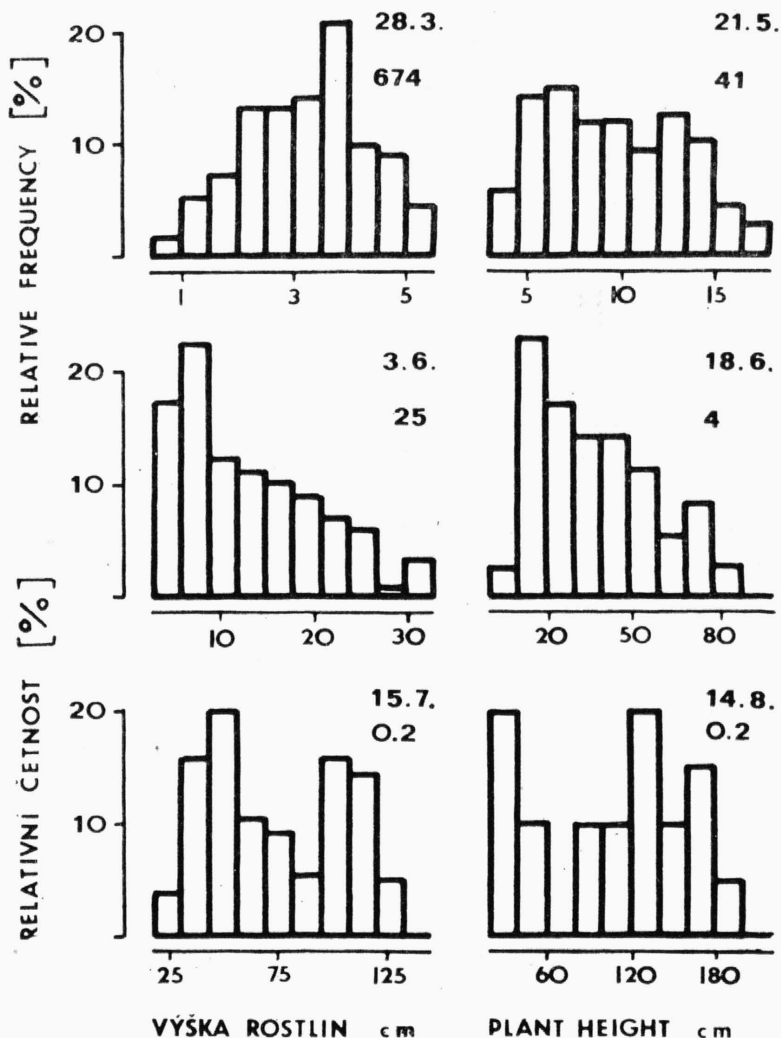 RELATIVE FREQUENCY [%]
RELATIVNÍ ČETNOST [%]
20
10
28.3.
674
1 3 5
21.5.
41
5 10 15
20
10
3.6.
25
10 20 30
18.6.
4
20 50 80
20
10
15.7.
0.2
25 75 125
14.8.
0.2
60 120 180
VÝŠKA ROSTLIN cm PLANT HEIGHT cm